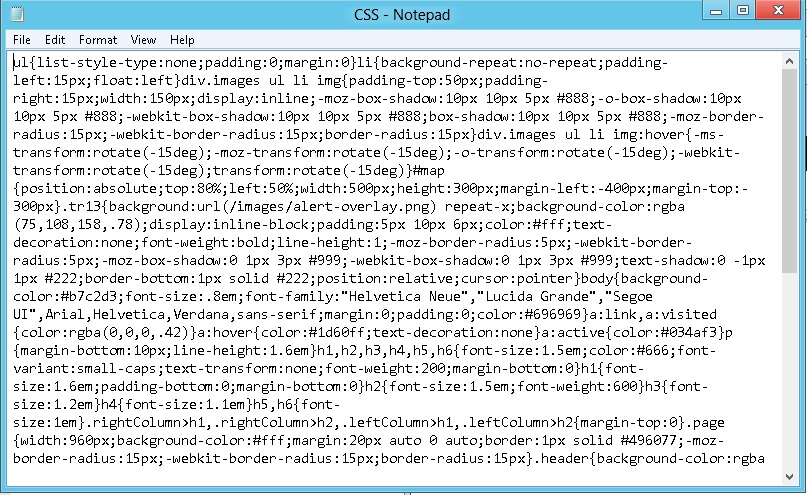 CSS - Notepad
File Edit Format View Help
ul{list-style-type:none;padding:0;margin:0}li{background-repeat:no-repeat;padding-
left:15px;float:left}div.images ul li img{padding-top:50px;padding-
right:15px;width:150px;display:inline;-moz-box-shadow:10px 10px 5px #888;-o-box-shadow:10px
10px 5px #888;-webkit-box-shadow:10px 10px 5px #888;box-shadow:10px 10px 5px #888;-moz-border-
radius:15px;-webkit-border-radius:15px;border-radius:15px}div.images ul li img:hover{-ms-
transform:rotate(-15deg);-moz-transform:rotate(-15deg);-o-transform:rotate(-15deg);-webkit-
transform:rotate(-15deg);transform:rotate(-15deg)}#map
{position:absolute;top:80%;left:50%;width:500px;height:300px;margin-left:-400px;margin-top:-
300px}.tr13{background:url(/images/alert-overlay.png) repeat-x;background-color:rgba
(75,108,158,.78);display:inline-block;padding:5px 10px 6px;color:#fff;text-
decoration:none;font-weight:bold;line-height:1;-moz-border-radius:5px;-webkit-border-
radius:5px;-moz-box-shadow:0 1px 3px #999;-webkit-box-shadow:0 1px 3px #999;text-shadow:0 -1px
1px #222;border-bottom:1px solid #222;position:relative;cursor:pointer}body{background-
color:#b7c2d3;font-size:.8em;font-family:"Helvetica Neue","Lucida Grande","Segoe
UI",Arial,Helvetica,Verdana,sans-serif;margin:0;padding:0;color:#696969}a:link,a:visited
{color:rgba(0,0,0,.42)}a:hover{color:#1d60ff;text-decoration:none}a:active{color:#034af3}p
{margin-bottom:10px;line-height:1.6em}h1,h2,h3,h4,h5,h6{font-size:1.5em;color:#666;font-
variant:small-caps;text-transform:none;font-weight:200;margin-bottom:0}h1{font-
size:1.6em;padding-bottom:0;margin-bottom:0}h2{font-size:1.5em;font-weight:600}h3{font-
size:1.2em}h4{font-size:1.1em}h5,h6{font-
size:1em}.rightColumn>h1,.rightColumn>h2,.leftColumn>h1,.leftColumn>h2{margin-top:0}.page
{width:960px;background-color:#fff;margin:20px auto 0 auto;border:1px solid #496077;-moz-
border-radius:15px;-webkit-border-radius:15px;border-radius:15px}.header{background-color:rgba